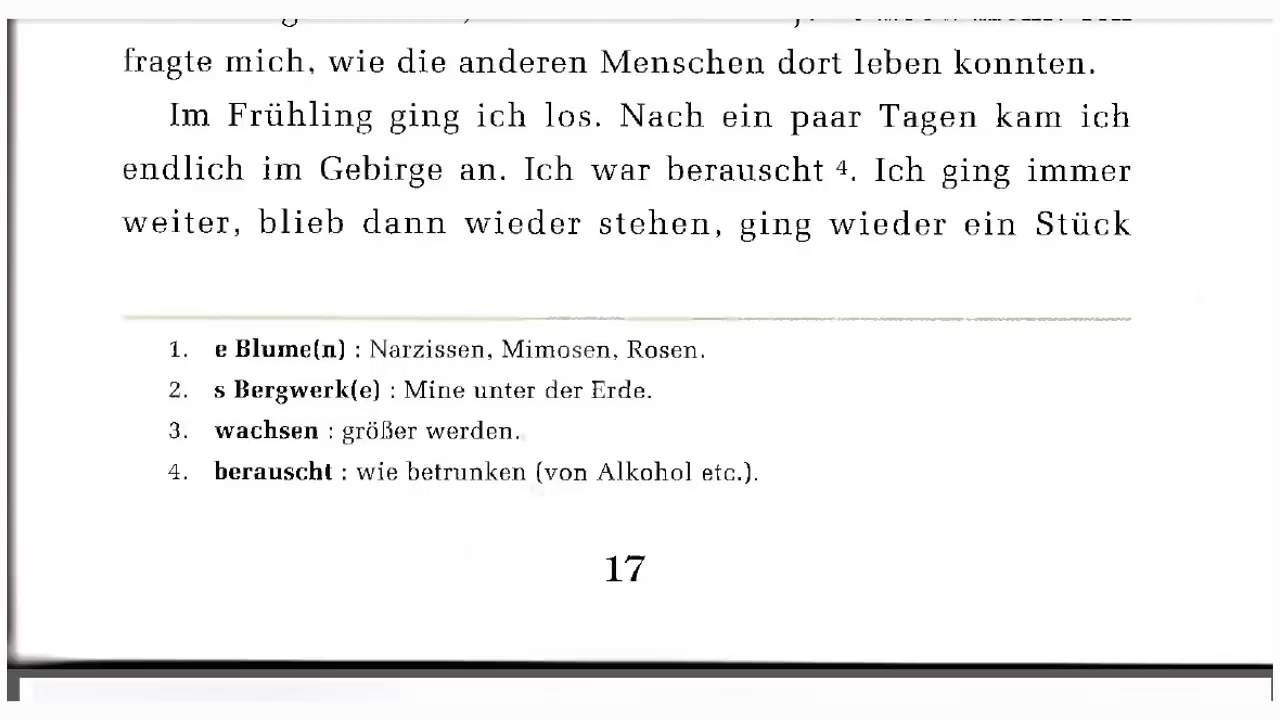 fragte mich, wie die anderen Menschen dort leben konnten.
Im Frühling ging ich los. Nach ein paar Tagen kam ich
endlich im Gebirge an. Ich war berauscht 4. Ich ging immer
weiter, blieb dann wieder stehen, ging wieder ein Stück
1. e Blume(n) : Narzissen, Mimosen, Rosen.
2. s Bergwerk(e) : Mine unter der Erde.
3. wachsen : größer werden.
4. berauscht : wie betrunken (von Alkohol etc.).
17